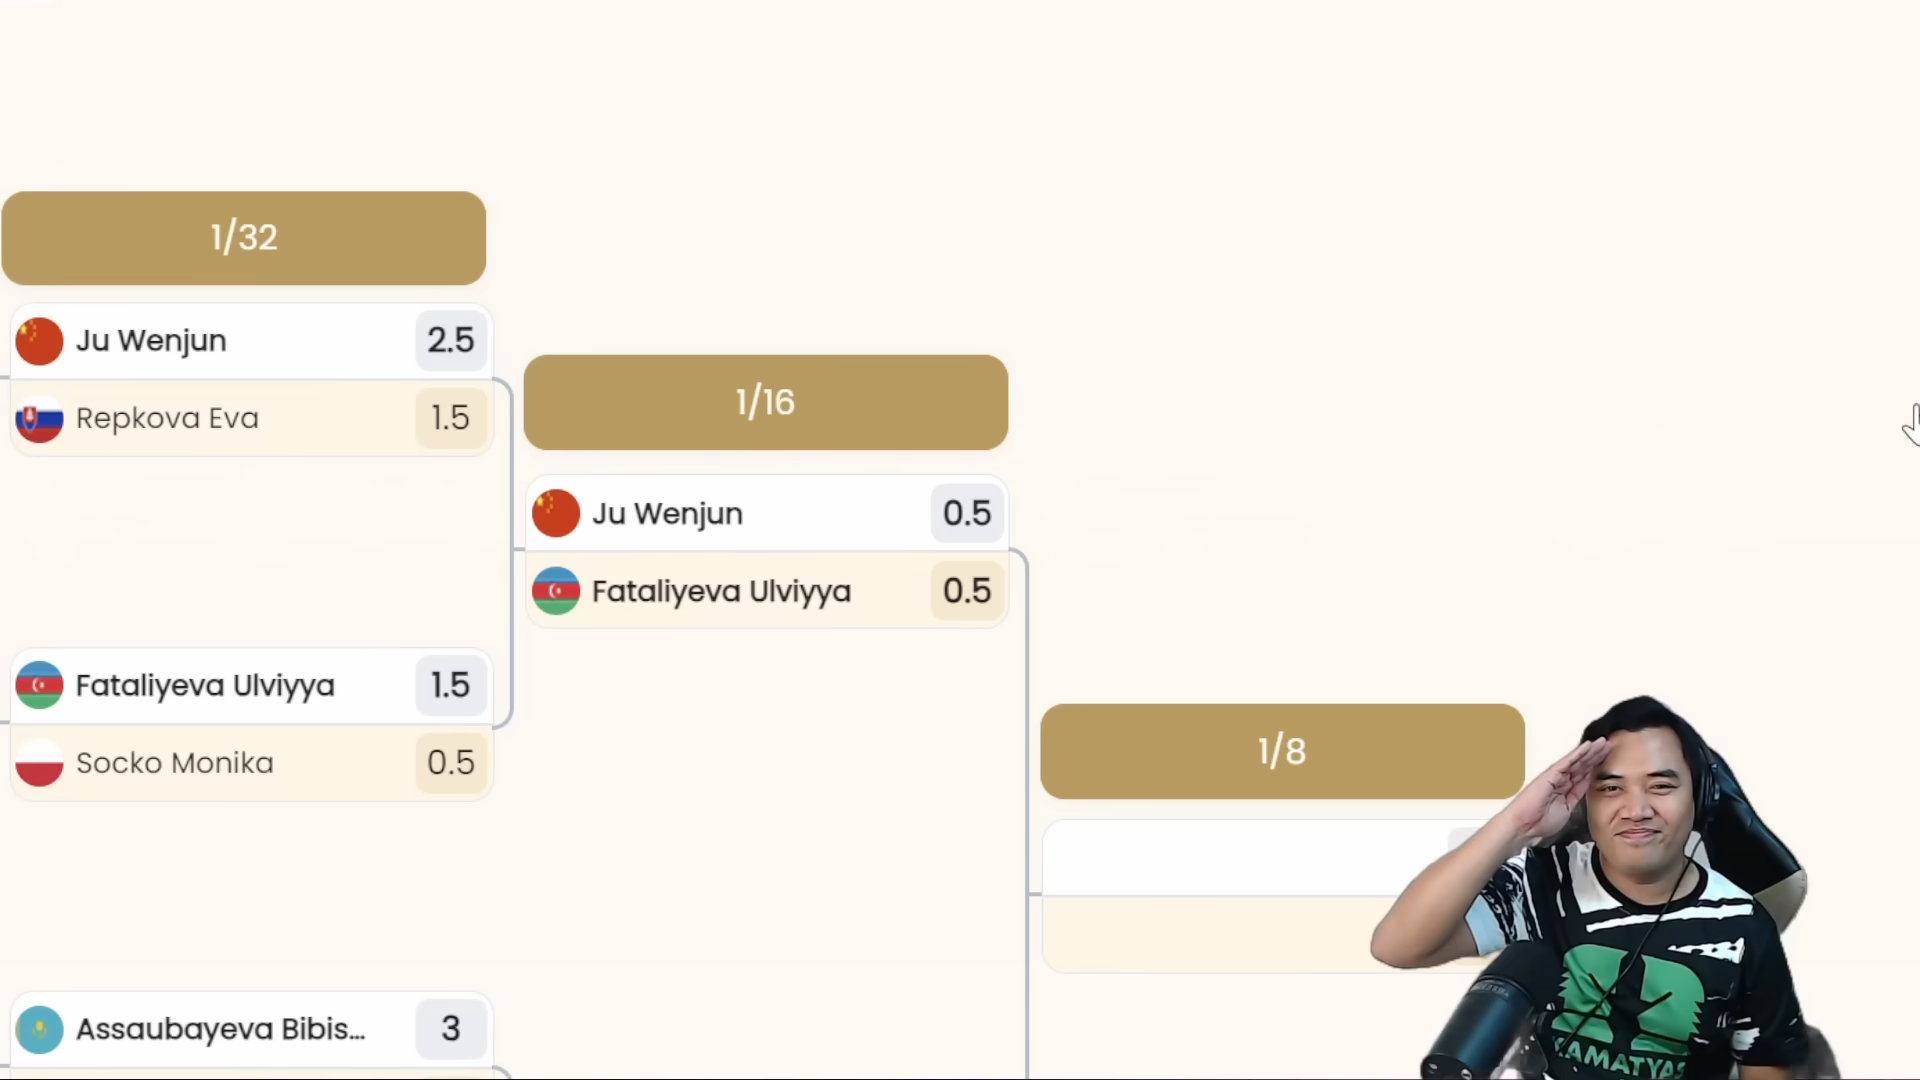 1/32
Ju Wenjun 2.5
Repkova Eva 1.5
1/16
Ju Wenjun 0.5
Fataliyeva Ulviyya 0.5
Fataliyeva Ulviyya 1.5
Socko Monika 0.5
1/8
Assaubayeva Bibis... 3
KAMATYAS